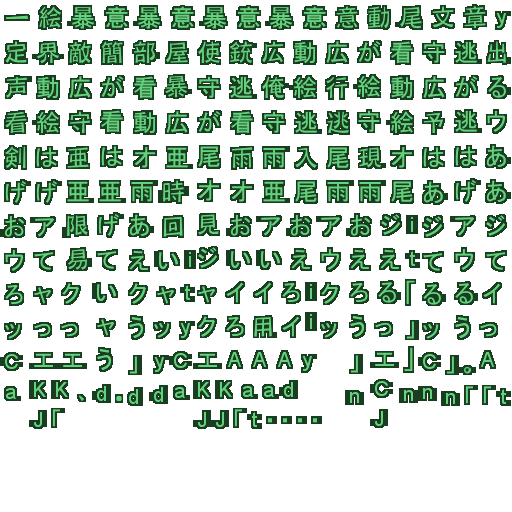 一絵暴意暴意暴意暴意意動尾文章y
定界敵簡部屋使銃広動広が看守逃出
声動広が看暴守逃俺絵行絵動広がる
看絵守看動広が看守逃逃守絵予逃ウ
剣は亜はオ亜尾雨雨入尾現オははあ
げげ亜亜雨時オオ亜尾雨雨尾あげあ
おア限げあ回見おアおアおジiジアジ
ウて易てえいiジいいえウええtてウて
ろャクいクャtャイイろiクろる「るるイ
ッっっャうッyクろ用イiッうっ」ッうっ
Cエエう」yCエAAAy」エ」C」。A
aKK、d.ddaKKaadnCnnn「「t
J「JJ「t----J